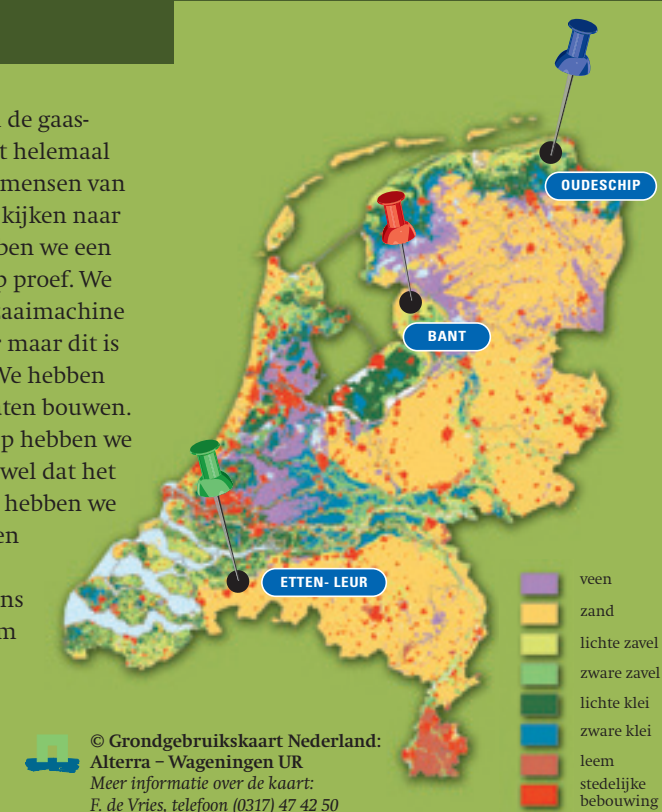 de gaas-
t helemaal
mensen van
kijken naar
ben we een
p proef. We
zaaimachine
maar dit is
We hebben
ten bouwen.
p hebben we
wel dat het
hebben we
en
ns
m
OUDESCHIP
BANT
ETTEN- LEUR
veen
zand
lichte zavel
zware zavel
lichte klei
zware klei
leem
stedelijke
bebouwing
© Grondgebruikskaart Nederland:
Alterra – Wageningen UR
Meer informatie over de kaart:
F. de Vries, telefoon (0317) 47 42 50